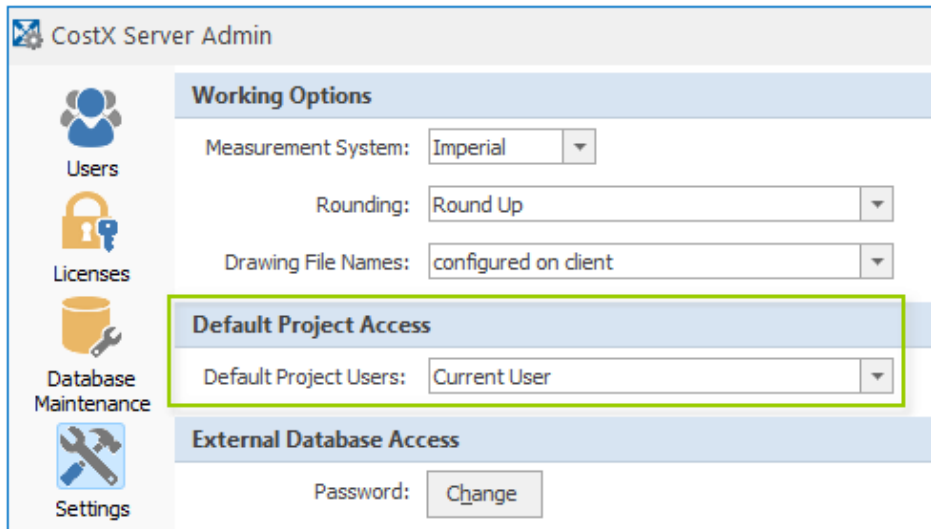 CostX Server Admin
Users
Licenses
Database
Maintenance
Settings
Working Options
Measurement System: Imperial
Rounding: Round Up
Drawing File Names: configured on client
Default Project Access
Default Project Users: Current User
External Database Access
Password: Change